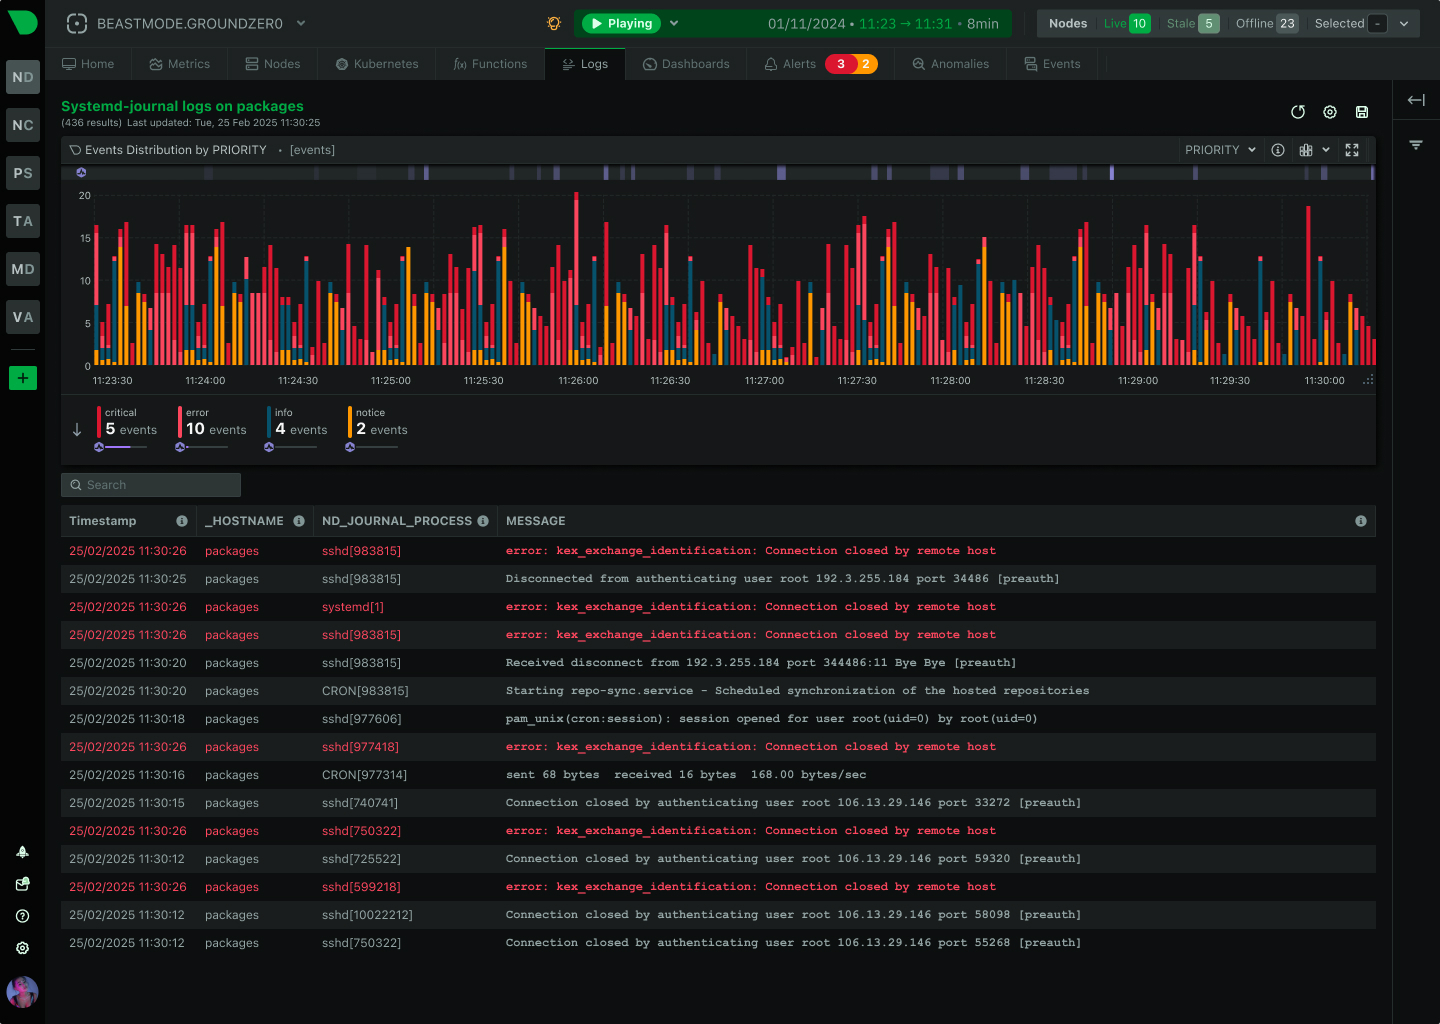 BEASTMODE.GROUNDZER0
Playing
01/11/2024 • 11:23 → 11:31 • 8min
Nodes Live 10 Stale 5 Offline 23 Selected -
ND
NC
PS
TA
MD
VA
+
Home
Metrics
Nodes
Kubernetes
f(x) Functions
Logs
Dashboards
Alerts 3 2
Anomalies
Events
Systemd-journal logs on packages
(436 results) Last updated: Tue, 25 Feb 2025 11:30:25
Events Distribution by PRIORITY • [events]
PRIORITY
20
15
10
5
0
11:23:30 11:24:00 11:24:30 11:25:00 11:25:30 11:26:00 11:26:30 11:27:00 11:27:30 11:28:00 11:28:30 11:29:00 11:29:30 11:30:00
critical error info notice
5 events 10 events 4 events 2 events
Search
Timestamp _HOSTNAME ND_JOURNAL_PROCESS MESSAGE
25/02/2025 11:30:26 packages sshd[983815] error: kex_exchange_identification: Connection closed by remote host
25/02/2025 11:30:25 packages sshd[983815] Disconnected from authenticating user root 192.3.255.184 port 34486 [preauth]
25/02/2025 11:30:26 packages systemd[1] error: kex_exchange_identification: Connection closed by remote host
25/02/2025 11:30:26 packages sshd[983815] error: kex_exchange_identification: Connection closed by remote host
25/02/2025 11:30:20 packages sshd[983815] Received disconnect from 192.3.255.184 port 344486:11 Bye Bye [preauth]
25/02/2025 11:30:20 packages CRON[983815] Starting repo-sync.service - Scheduled synchronization of the hosted repositories
25/02/2025 11:30:18 packages sshd[977606] pam_unix(cron:session): session opened for user root(uid=0) by root(uid=0)
25/02/2025 11:30:26 packages sshd[977418] error: kex_exchange_identification: Connection closed by remote host
25/02/2025 11:30:16 packages CRON[977314] sent 68 bytes received 16 bytes 168.00 bytes/sec
25/02/2025 11:30:15 packages sshd[740741] Connection closed by authenticating user root 106.13.29.146 port 33272 [preauth]
25/02/2025 11:30:26 packages sshd[750322] error: kex_exchange_identification: Connection closed by remote host
25/02/2025 11:30:12 packages sshd[725522] Connection closed by authenticating user root 106.13.29.146 port 59320 [preauth]
25/02/2025 11:30:26 packages sshd[599218] error: kex_exchange_identification: Connection closed by remote host
25/02/2025 11:30:12 packages sshd[10022212] Connection closed by authenticating user root 106.13.29.146 port 58098 [preauth]
25/02/2025 11:30:12 packages sshd[750322] Connection closed by authenticating user root 106.13.29.146 port 55268 [preauth]